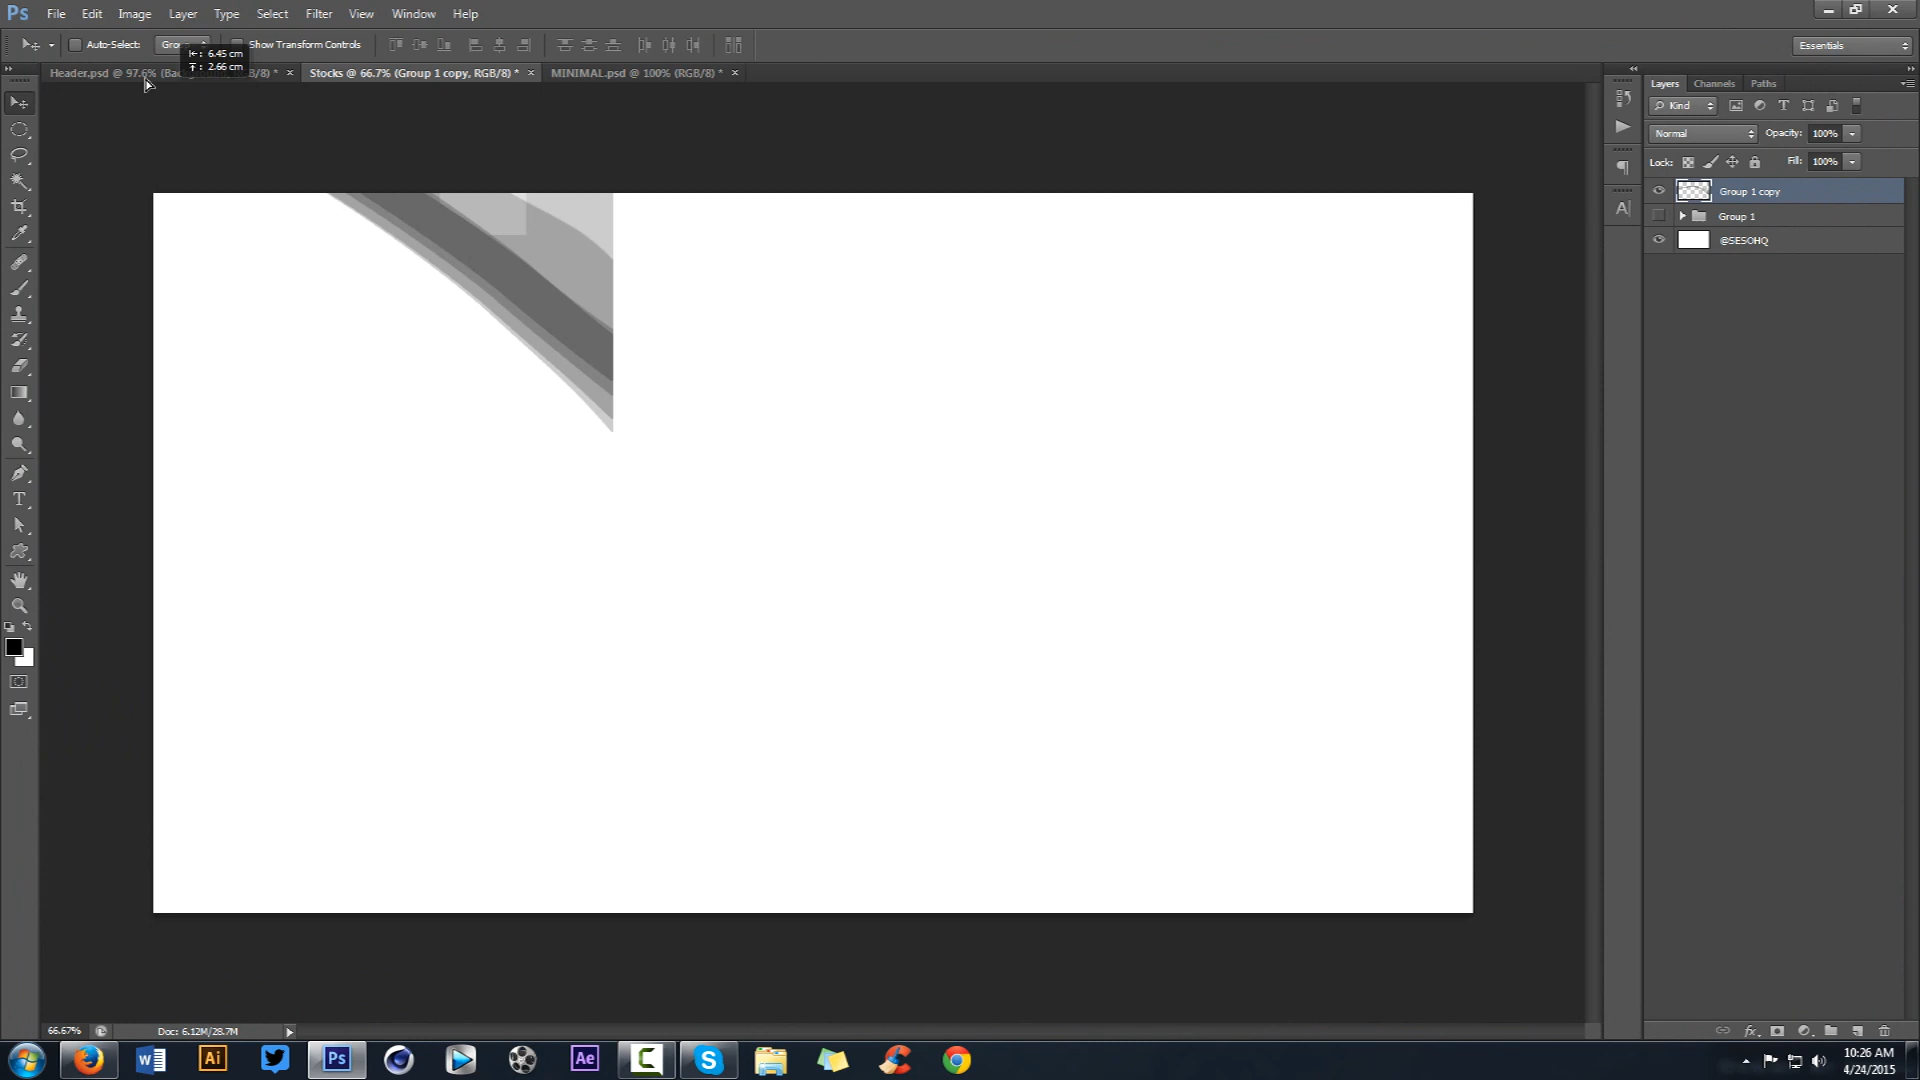 Ps File Edit Image Layer Type Select Filter View Window Help
Auto-Select: Group Show Transform Controls Essentials
6.45 cm
2.66 cm
Header.psd @ 97.6% /8) * Stocks @ 66.7% (Group 1 copy, RGB/8) * MINIMAL.psd @ 100% (RGB/8) *
Layers Channels Paths
Kind
Normal Opacity: 100%
Lock: Fill: 100%
Group 1 copy
Group 1
@SESOHQ
66.67% Doc: 6.12M/28.7M
10:26 AM
4/24/2015